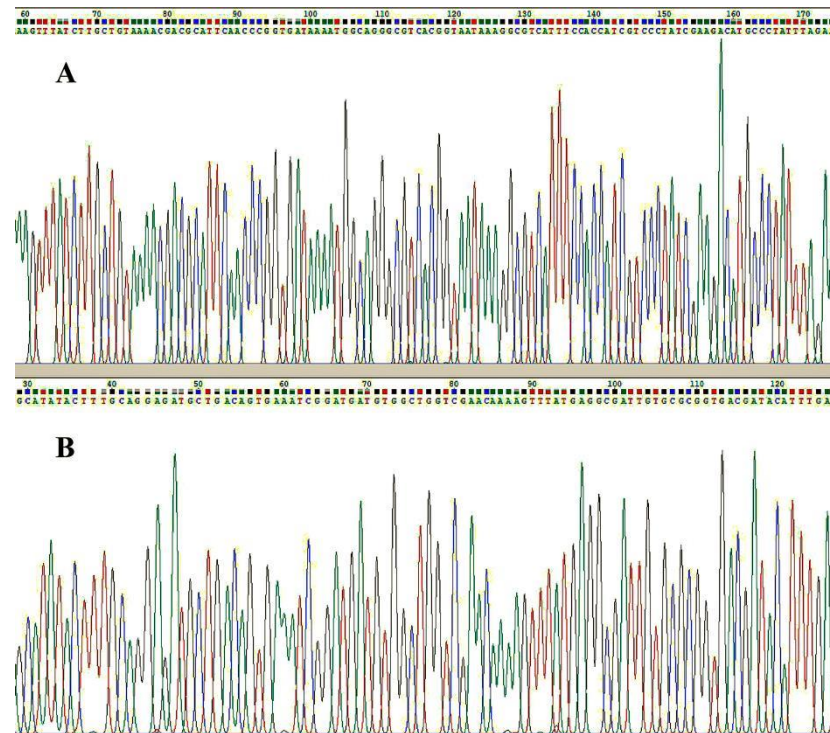 60 70 80 90 100 110 120 130 140 150 160 170
AAGTTTATCTTGCTGTAAAACGACGCATTCAACCCGGTGATAAAATGGCAGGGCGTCACGGTAATAAAGGCGTCATTTCCACCATCGTCCCTATCGAAGACATGCCCTATTTAGAA
A
30 40 50 60 70 80 90 100 110 120
GCATATACTTTGCAGGAGATGCTGACAGTGAAATCGGATGATGTGGCTGGTCGAACAAAAGTTTATGAGGCGATTGTGCGCGGTGACGATACATTTGA
B